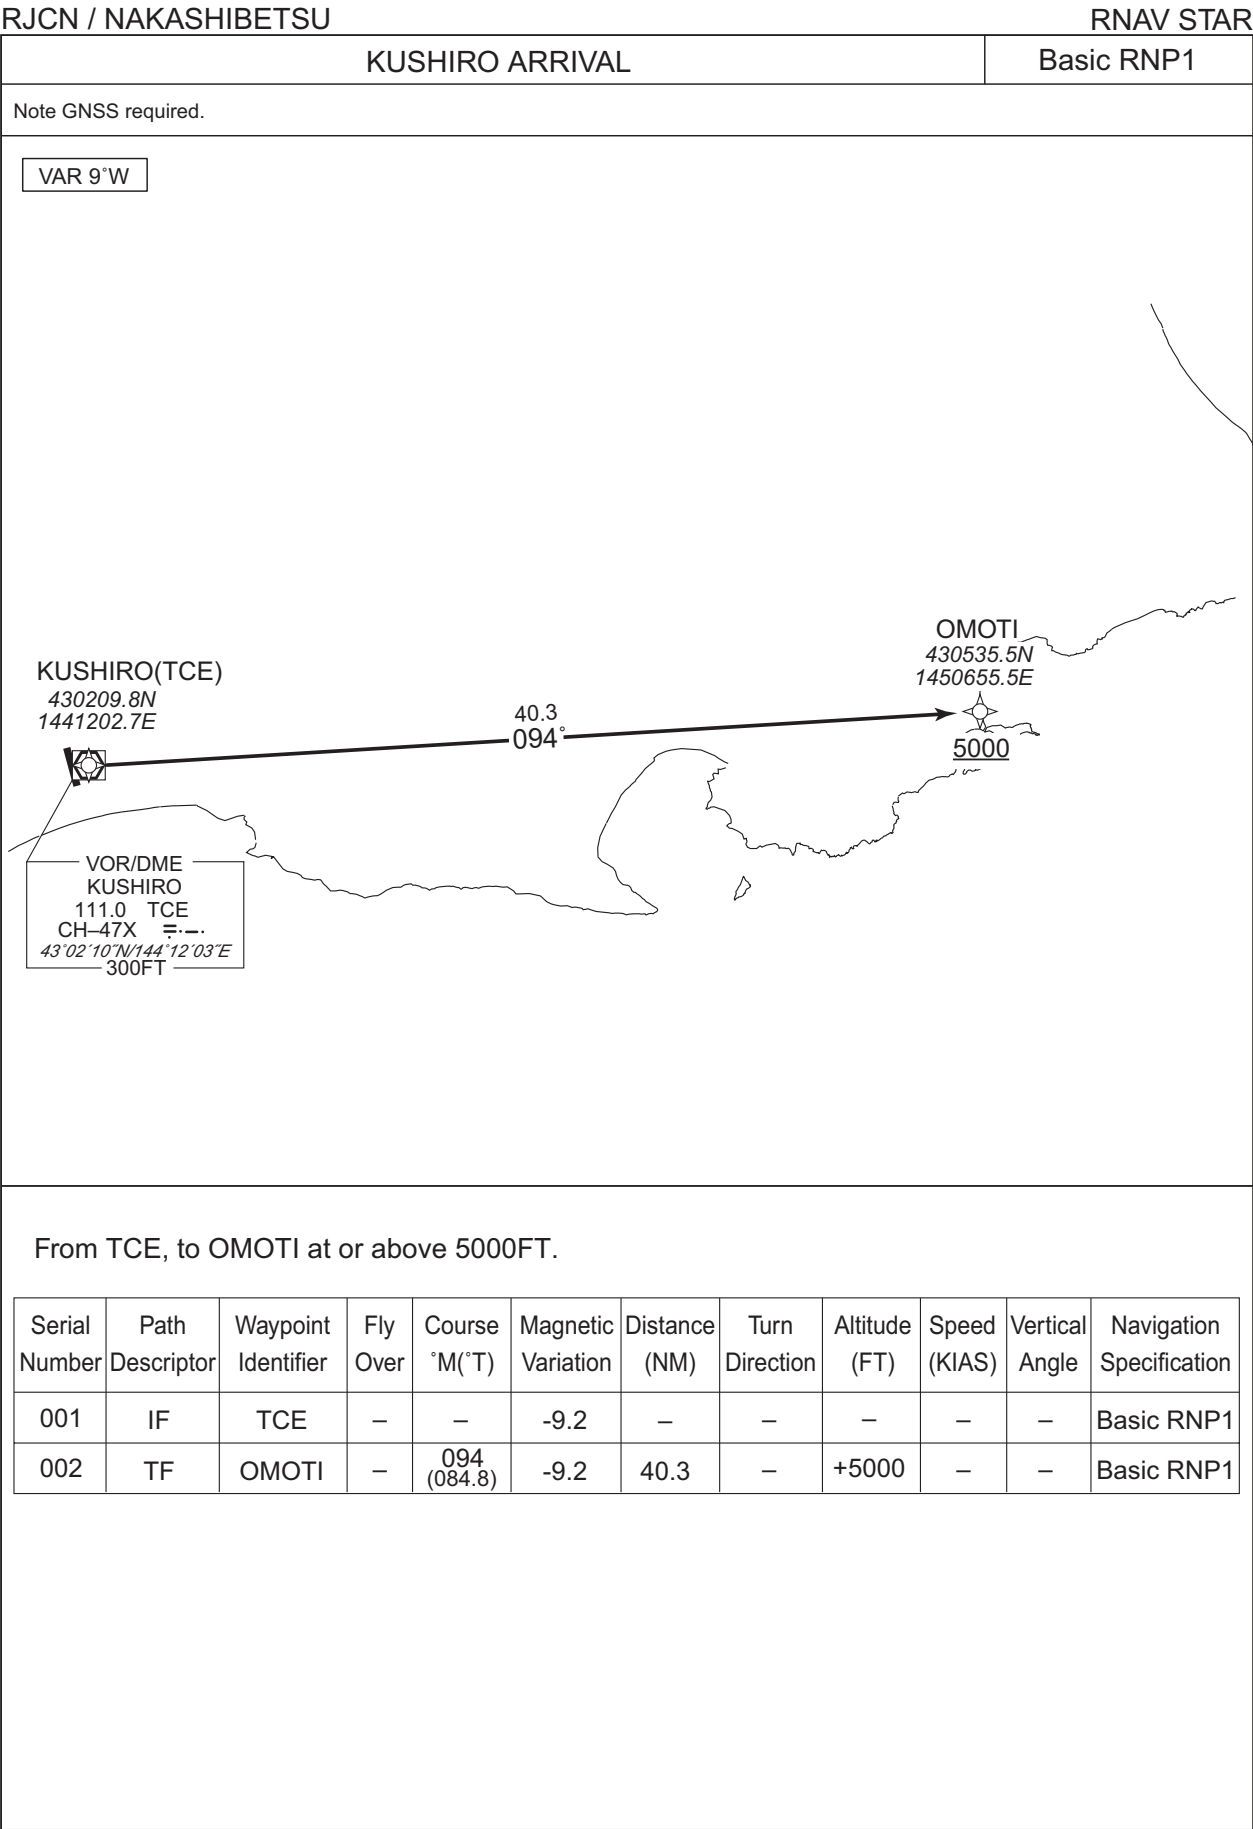 RJCN / NAKASHIBETSU
RNAV STAR
KUSHIRO ARRIVAL
Basic RNP1
Note GNSS required.
VAR 9˚W
OMOTI
430535.5N
1450655.5E
5000
KUSHIRO(TCE)
430209.8N
1441202.7E
40.3
094˚
VOR/DME
KUSHIRO
111.0 TCE
CH–47X
43˚02´10˝N/144˚12´03˝E
300FT
From TCE, to OMOTI at or above 5000FT.
Serial Number Path Descriptor Waypoint Identifier Fly Over Course ˚M(˚T) Magnetic Variation Distance (NM) Turn Direction Altitude (FT) Speed (KIAS) Vertical Angle Navigation Specification
001 IF TCE – – -9.2 – – – – – Basic RNP1
002 TF OMOTI – 094 (084.8) -9.2 40.3 – +5000 – – Basic RNP1